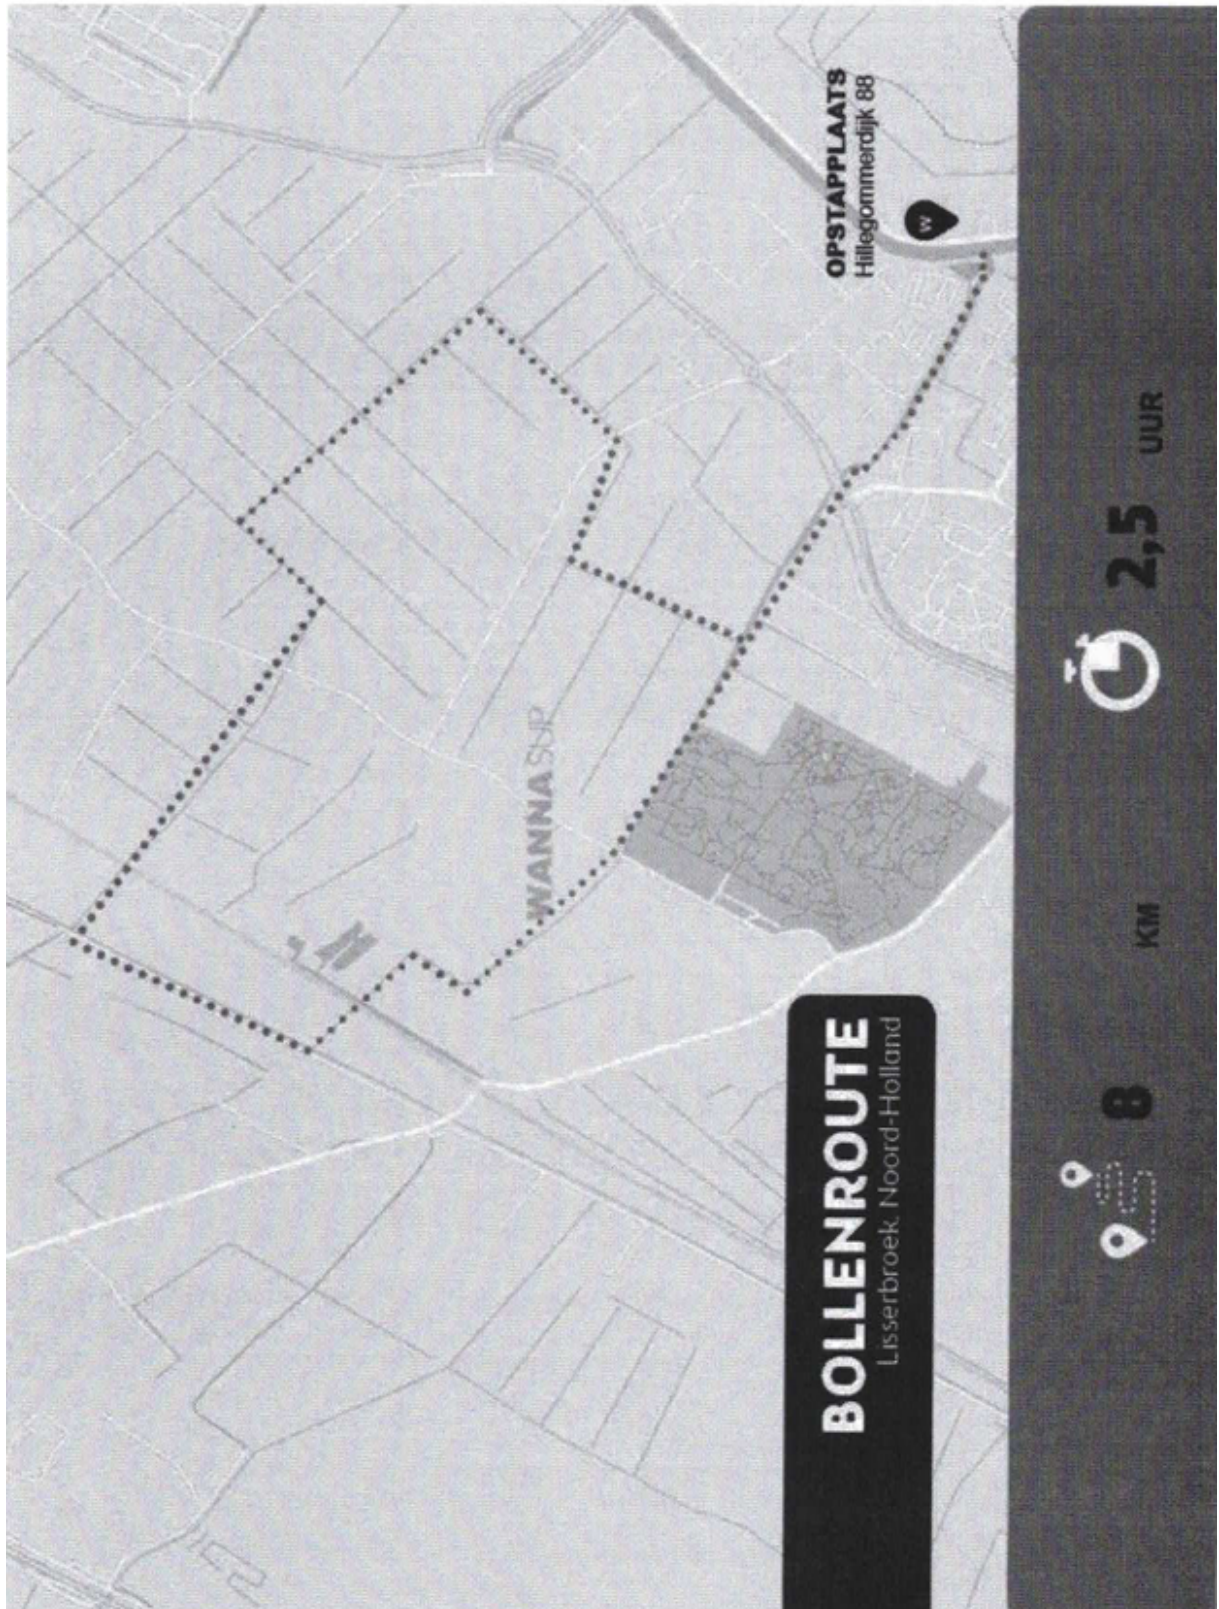 OPSTAPPLAATS
Hillegommerdijk 88
W
WANNASUP
BOLLENROUTE
Lisserbroek, Noord-Holland
8 KM
2,5 UUR